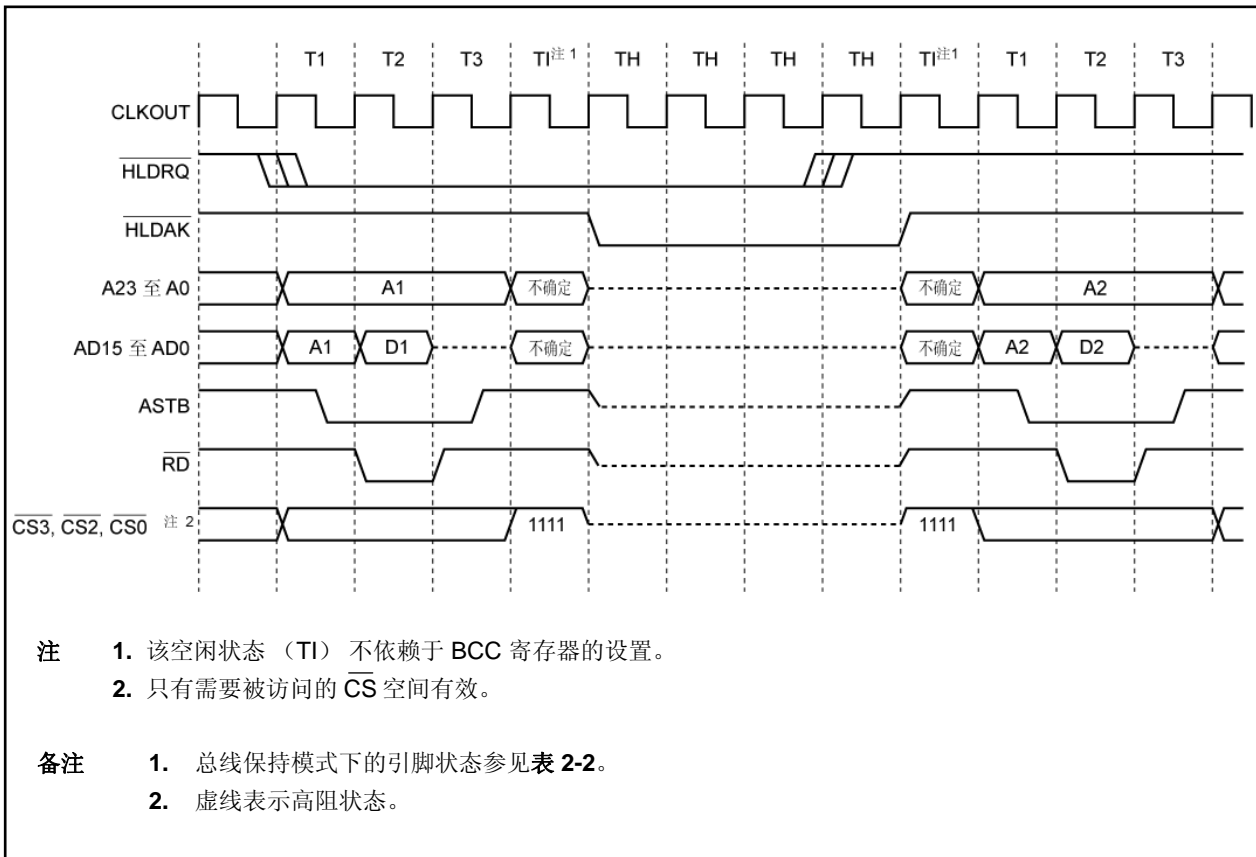 T1 T2 T3 TI注 1 TH TH TH TH TI注1 T1 T2 T3
CLKOUT
HLDRQ
HLDAK
A23 至 A0 A1 不确定 不确定 A2
AD15 至 AD0 A1 D1 不确定 不确定 A2 D2
ASTB
RD
CS3, CS2, CS0 注 2 1111 1111
注 1. 该空闲状态 （TI） 不依赖于 BCC 寄存器的设置。
2. 只有需要被访问的 CS 空间有效。
备注 1. 总线保持模式下的引脚状态参见表 2-2。
2. 虚线表示高阻状态。